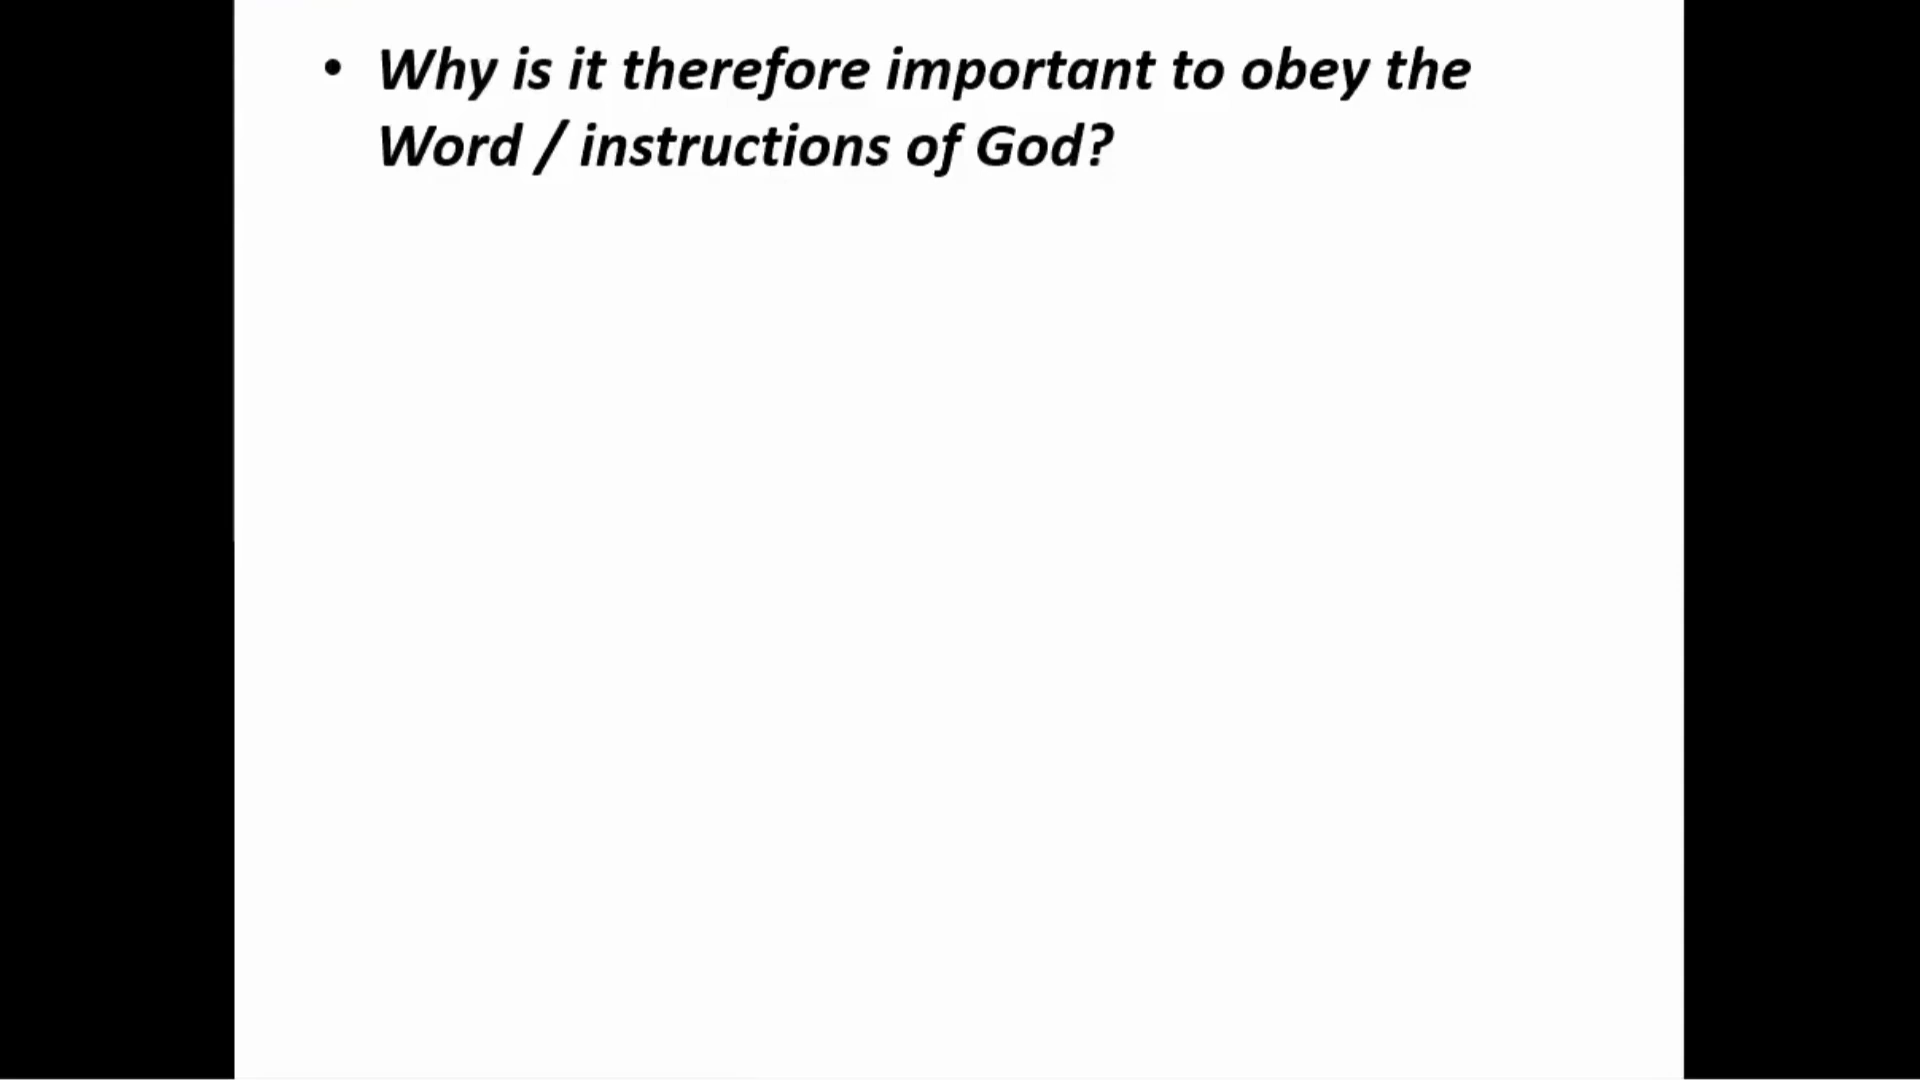 • Why is it therefore important to obey the
Word / instructions of God?